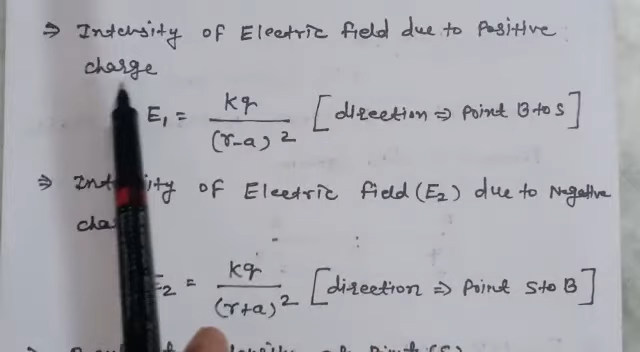 ⇒ Intensity of Electric field due to Positive
charge
E₁ = kq / (r-a)² [direction ⇒ Point B to S]
⇒ Intensity of Electric field (E₂) due to Negative
E₂ = kq / (r+a)² [direction ⇒ Point S to B]